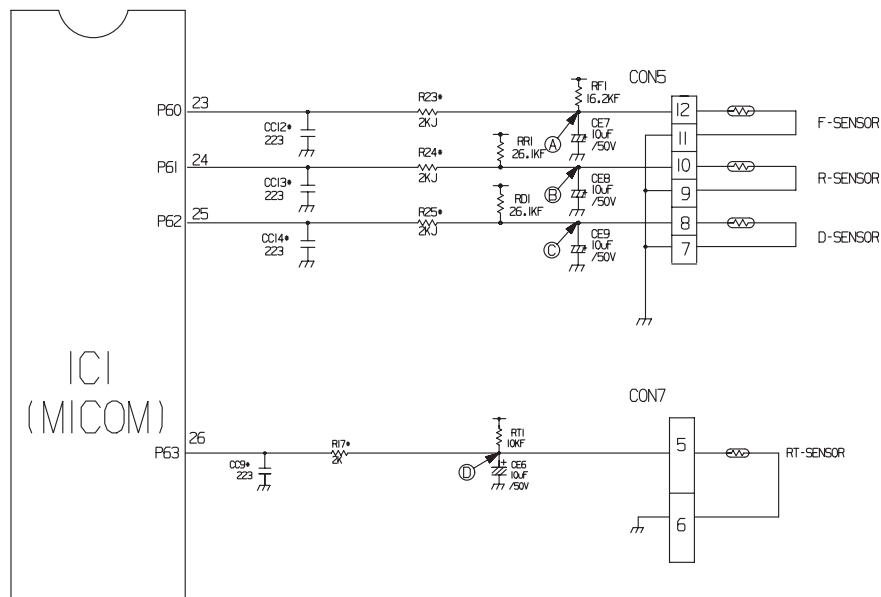 CON5
RF1
16.2KF
P60
23
R23*
2KJ
12
F-SENSOR
CC12*
223
A
CE7
10uF
/50V
11
RR1
26.1KF
P61
24
R24*
2KJ
10
R-SENSOR
CC13*
223
B
CE8
10uF
/50V
9
RD1
26.1KF
P62
25
R25*
2KJ
8
D-SENSOR
CC14*
223
C
CE9
10uF
/50V
7
IC1
(MICOM)
CON7
RT1
10KF
P63
26
R17*
2K
5
RT-SENSOR
CC9*
223
D
CE6
10uF
/50V
6